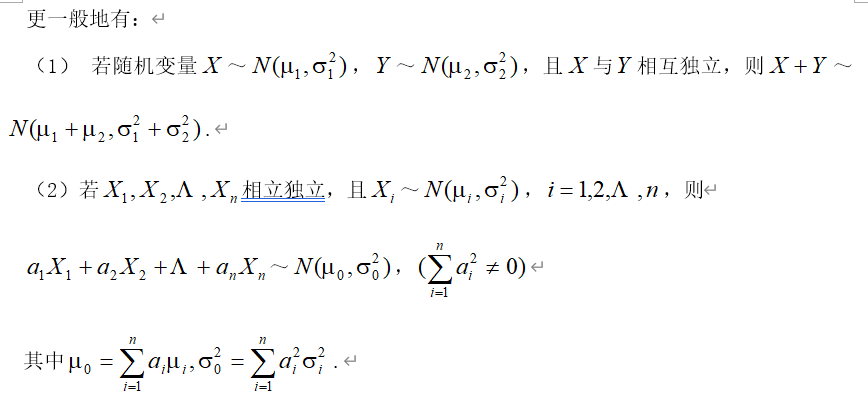 更一般地有：
（1） 若随机变量 X ~ N(μ₁,σ₁²)，Y ~ N(μ₂,σ₂²)，且 X 与 Y 相互独立，则 X + Y ~
N(μ₁ + μ₂,σ₁² + σ₂²).
（2）若 X₁,X₂,Λ ,Xₙ 相立独立，且 Xᵢ ~ N(μᵢ,σᵢ²)，i = 1,2,Λ ,n，则
a₁X₁ + a₂X₂ + Λ + aₙXₙ ~ N(μ₀,σ₀²)，(∑ᵢ₌₁ⁿ aᵢ² ≠ 0)
其中 μ₀ = ∑ᵢ₌₁ⁿ aᵢμᵢ,σ₀² = ∑ᵢ₌₁ⁿ aᵢ²σᵢ² .